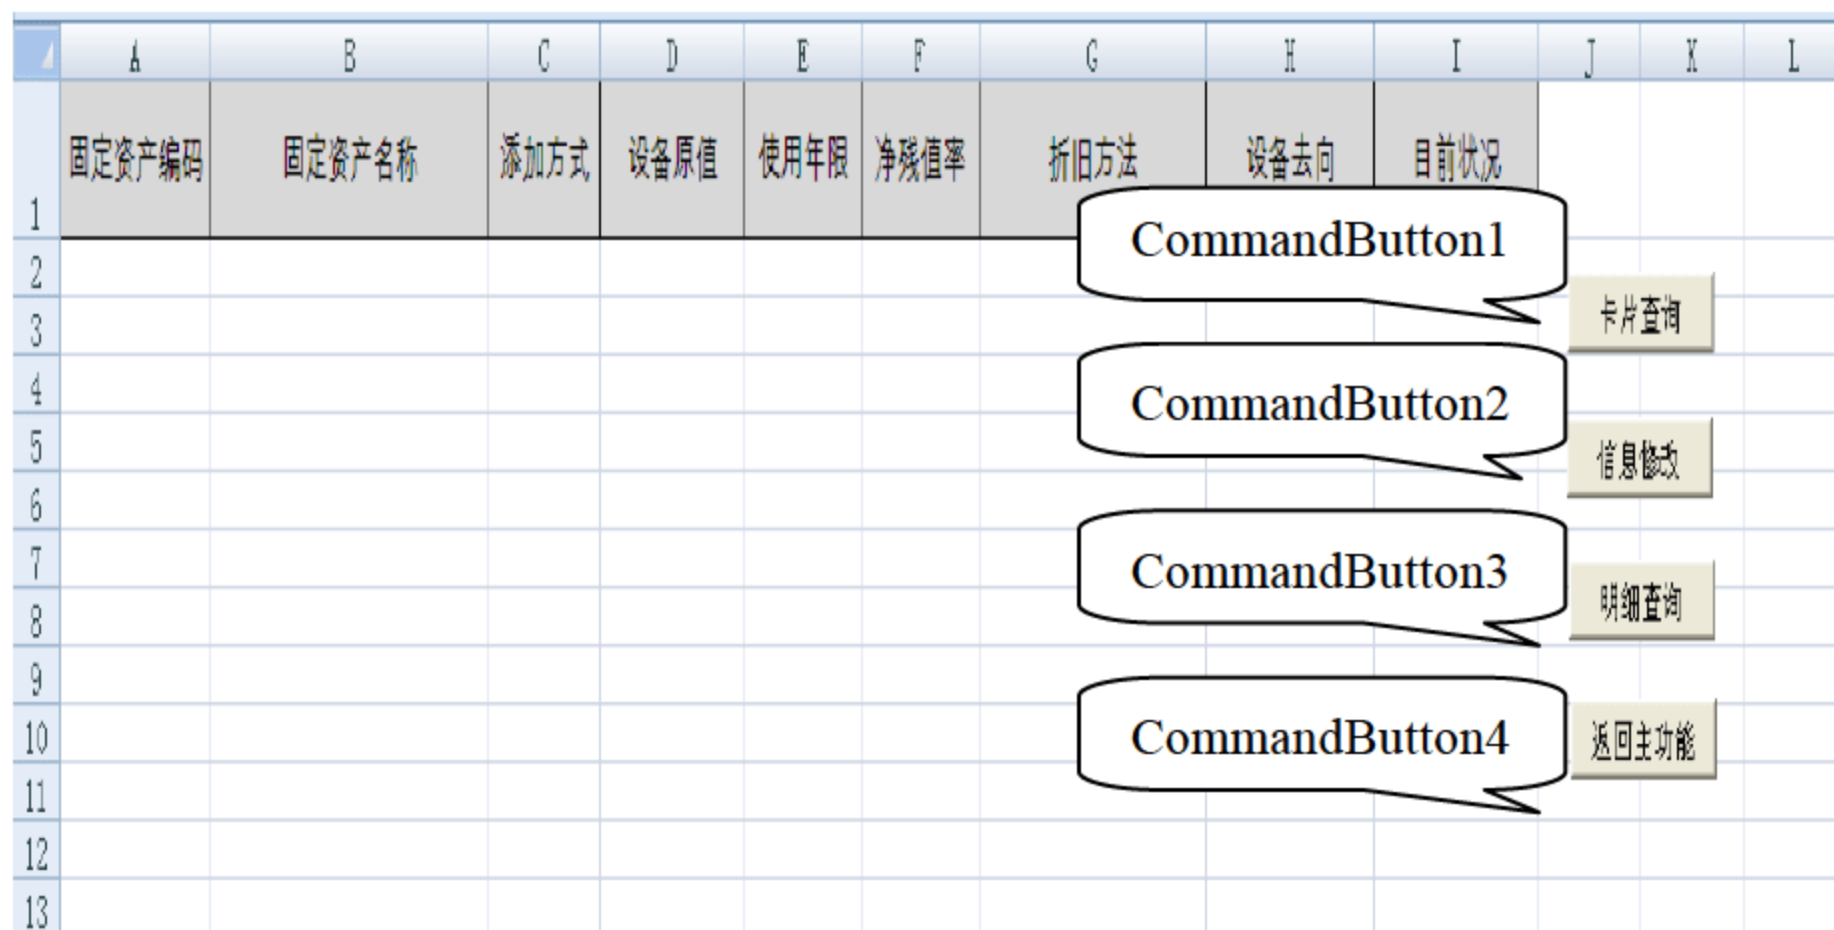 A B C D E F G H I J K L
1 固定资产编码 固定资产名称 添加方式 设备原值 使用年限 净残值率 折旧方法 设备去向 目前状况
CommandButton1
2
卡片查询
3
CommandButton2
4
5
信息修改
6
CommandButton3
7
明细查询
8
9
CommandButton4
10
返回主功能
11
12
13